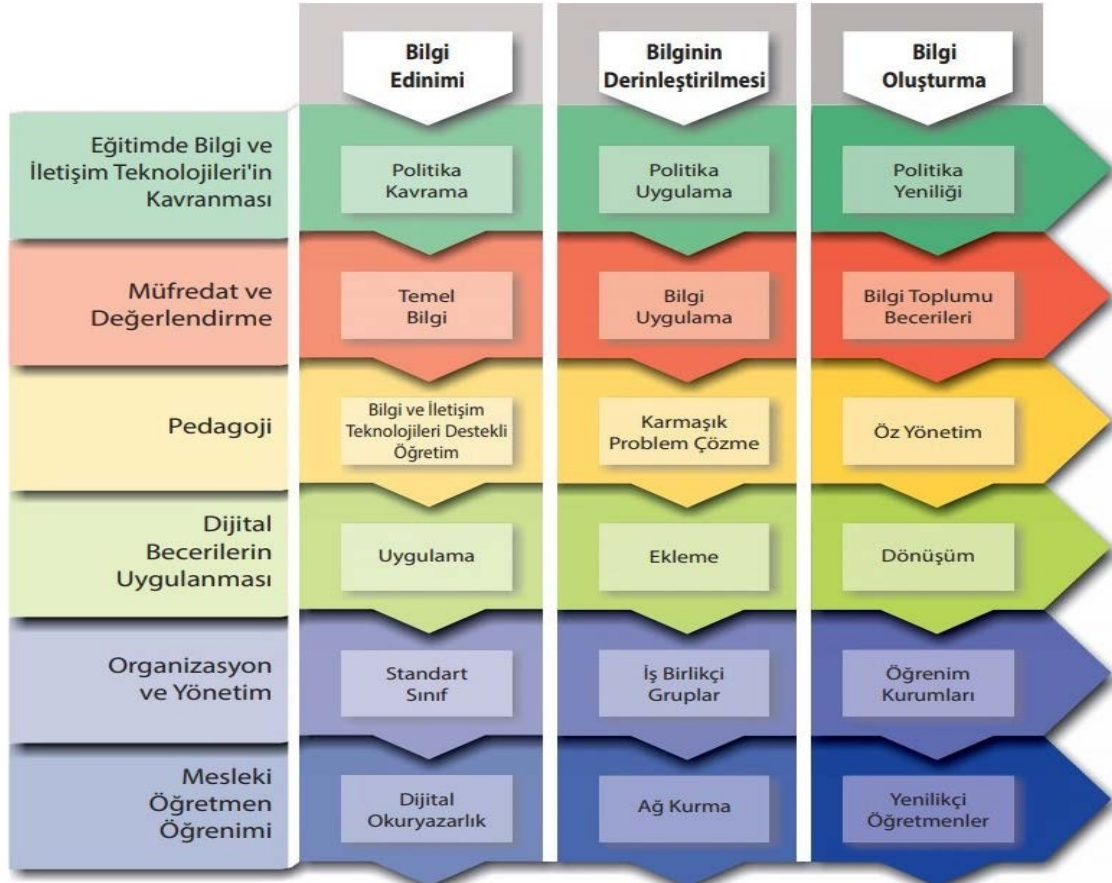 Bilgi
Edinimi
Bilginin
Derinleştirilmesi
Bilgi
Oluşturma
Eğitimde Bilgi ve
İletişim Teknolojileri'in
Kavranması
Politika
Kavrama
Politika
Uygulama
Politika
Yeniliği
Müfredat ve
Değerlendirme
Temel
Bilgi
Bilgi
Uygulama
Bilgi Toplumu
Becerileri
Pedagoji
Bilgi ve İletişim
Teknolojileri Destekli
Öğretim
Karmaşık
Problem Çözme
Öz Yönetim
Dijital
Becerilerin
Uygulanması
Uygulama
Ekleme
Dönüşüm
Organizasyon
ve Yönetim
Standart
Sınıf
İş Birlikçi
Gruplar
Öğrenim
Kurumları
Mesleki
Öğretmen
Öğrenimi
Dijital
Okuryazarlık
Ağ Kurma
Yenilikçi
Öğretmenler